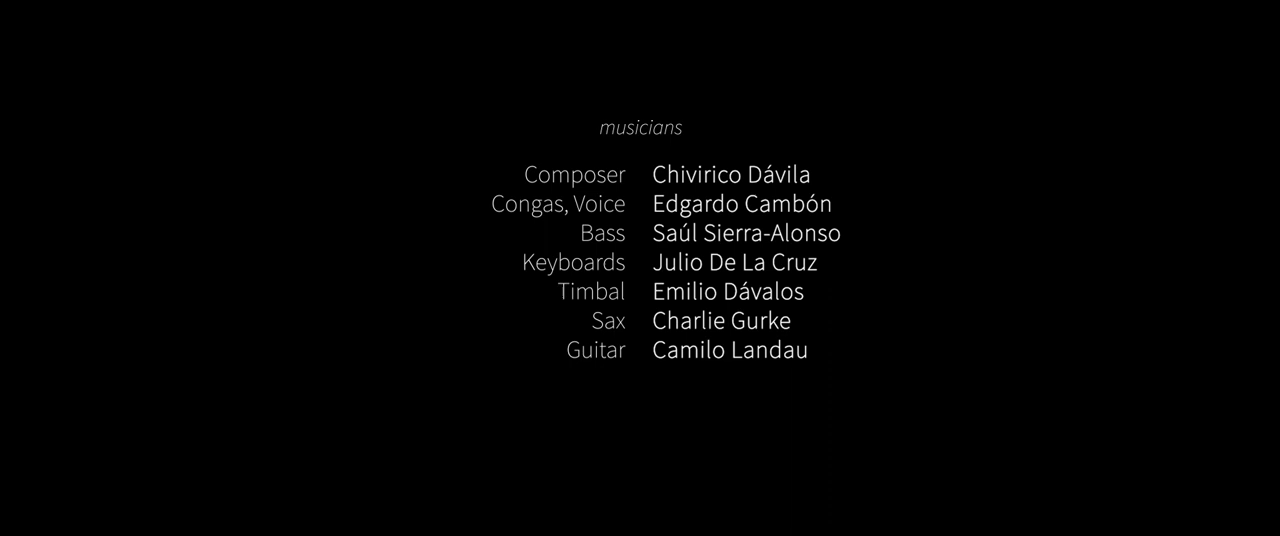 musicians
Composer Chivirico Dávila
Congas, Voice Edgardo Cambón
Bass Saúl Sierra-Alonso
Keyboards Julio De La Cruz
Timbal Emilio Dávalos
Sax Charlie Gurke
Guitar Camilo Landau